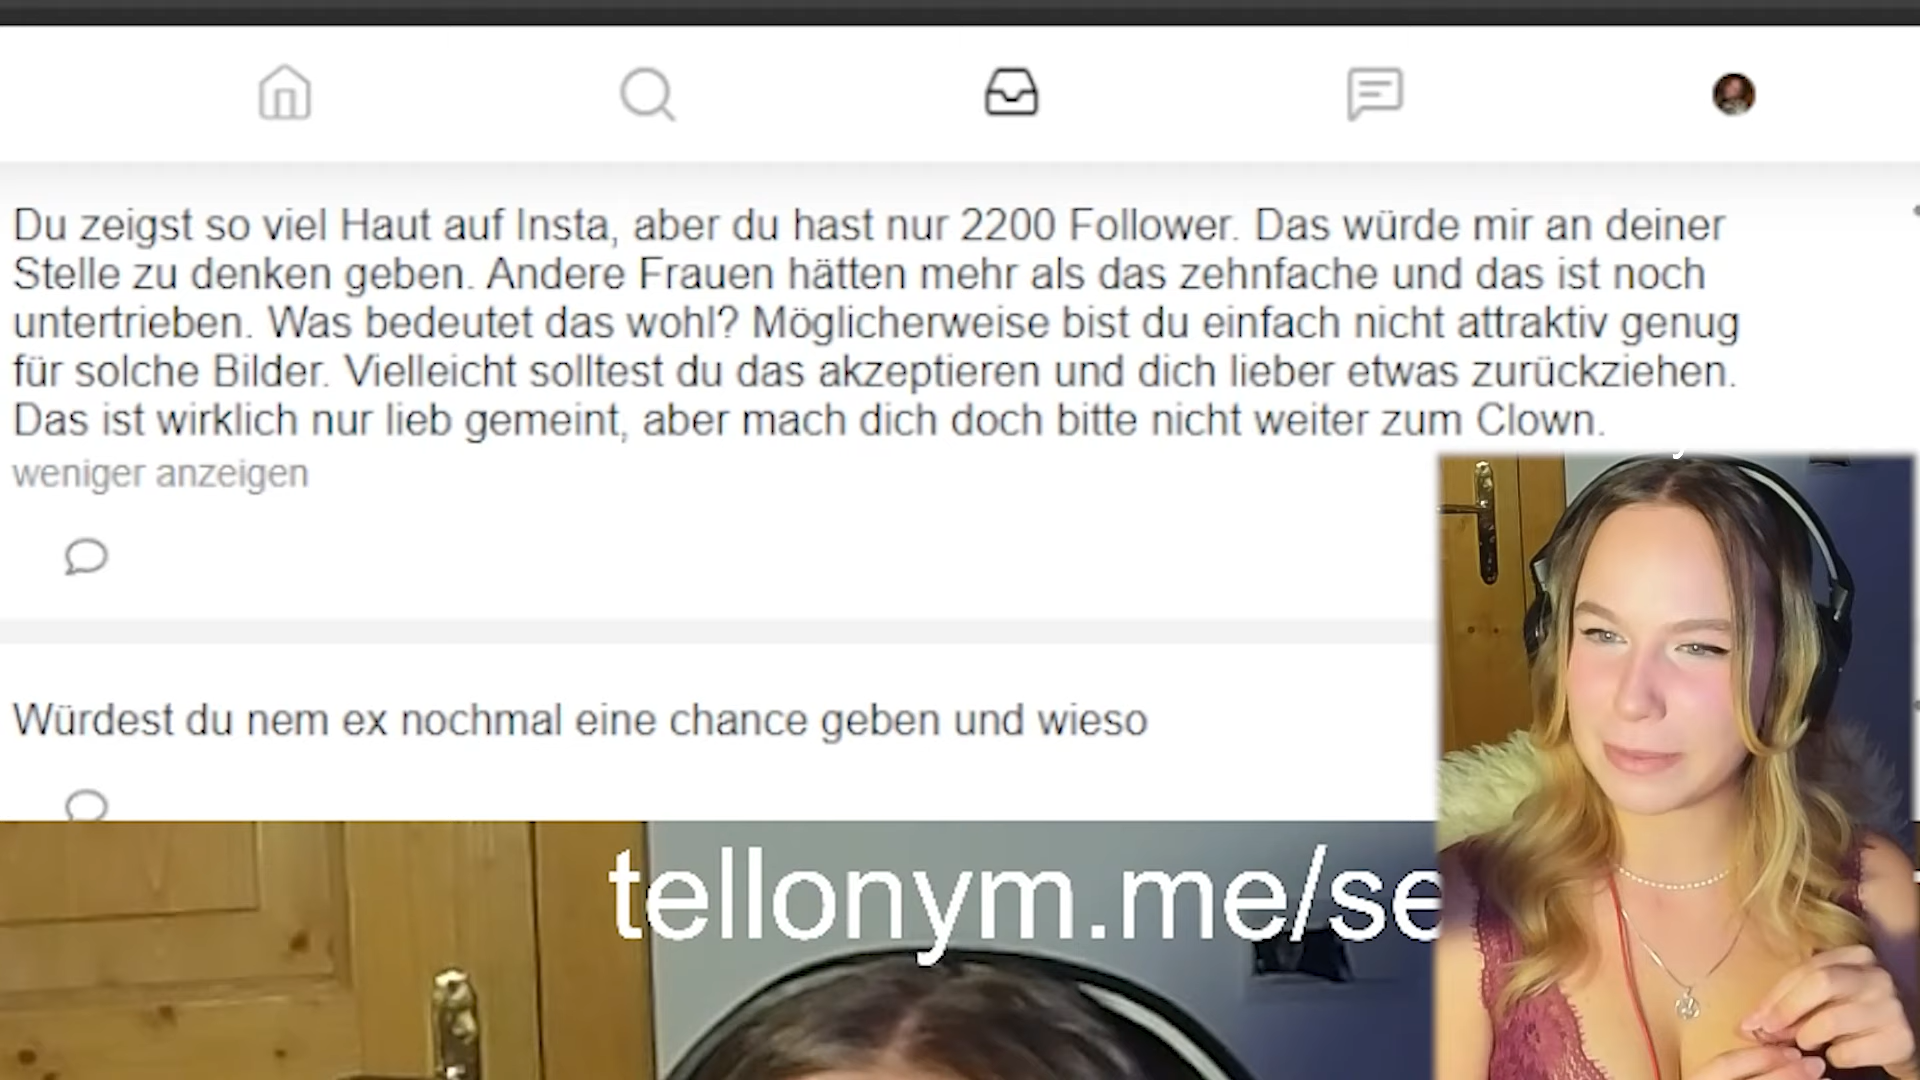 Du zeigst so viel Haut auf Insta, aber du hast nur 2200 Follower. Das würde mir an deiner
Stelle zu denken geben. Andere Frauen hätten mehr als das zehnfache und das ist noch
untertrieben. Was bedeutet das wohl? Möglicherweise bist du einfach nicht attraktiv genug
für solche Bilder. Vielleicht solltest du das akzeptieren und dich lieber etwas zurückziehen.
Das ist wirklich nur lieb gemeint, aber mach dich doch bitte nicht weiter zum Clown.
weniger anzeigen
Würdest du nem ex nochmal eine chance geben und wieso
tellonym.me/se